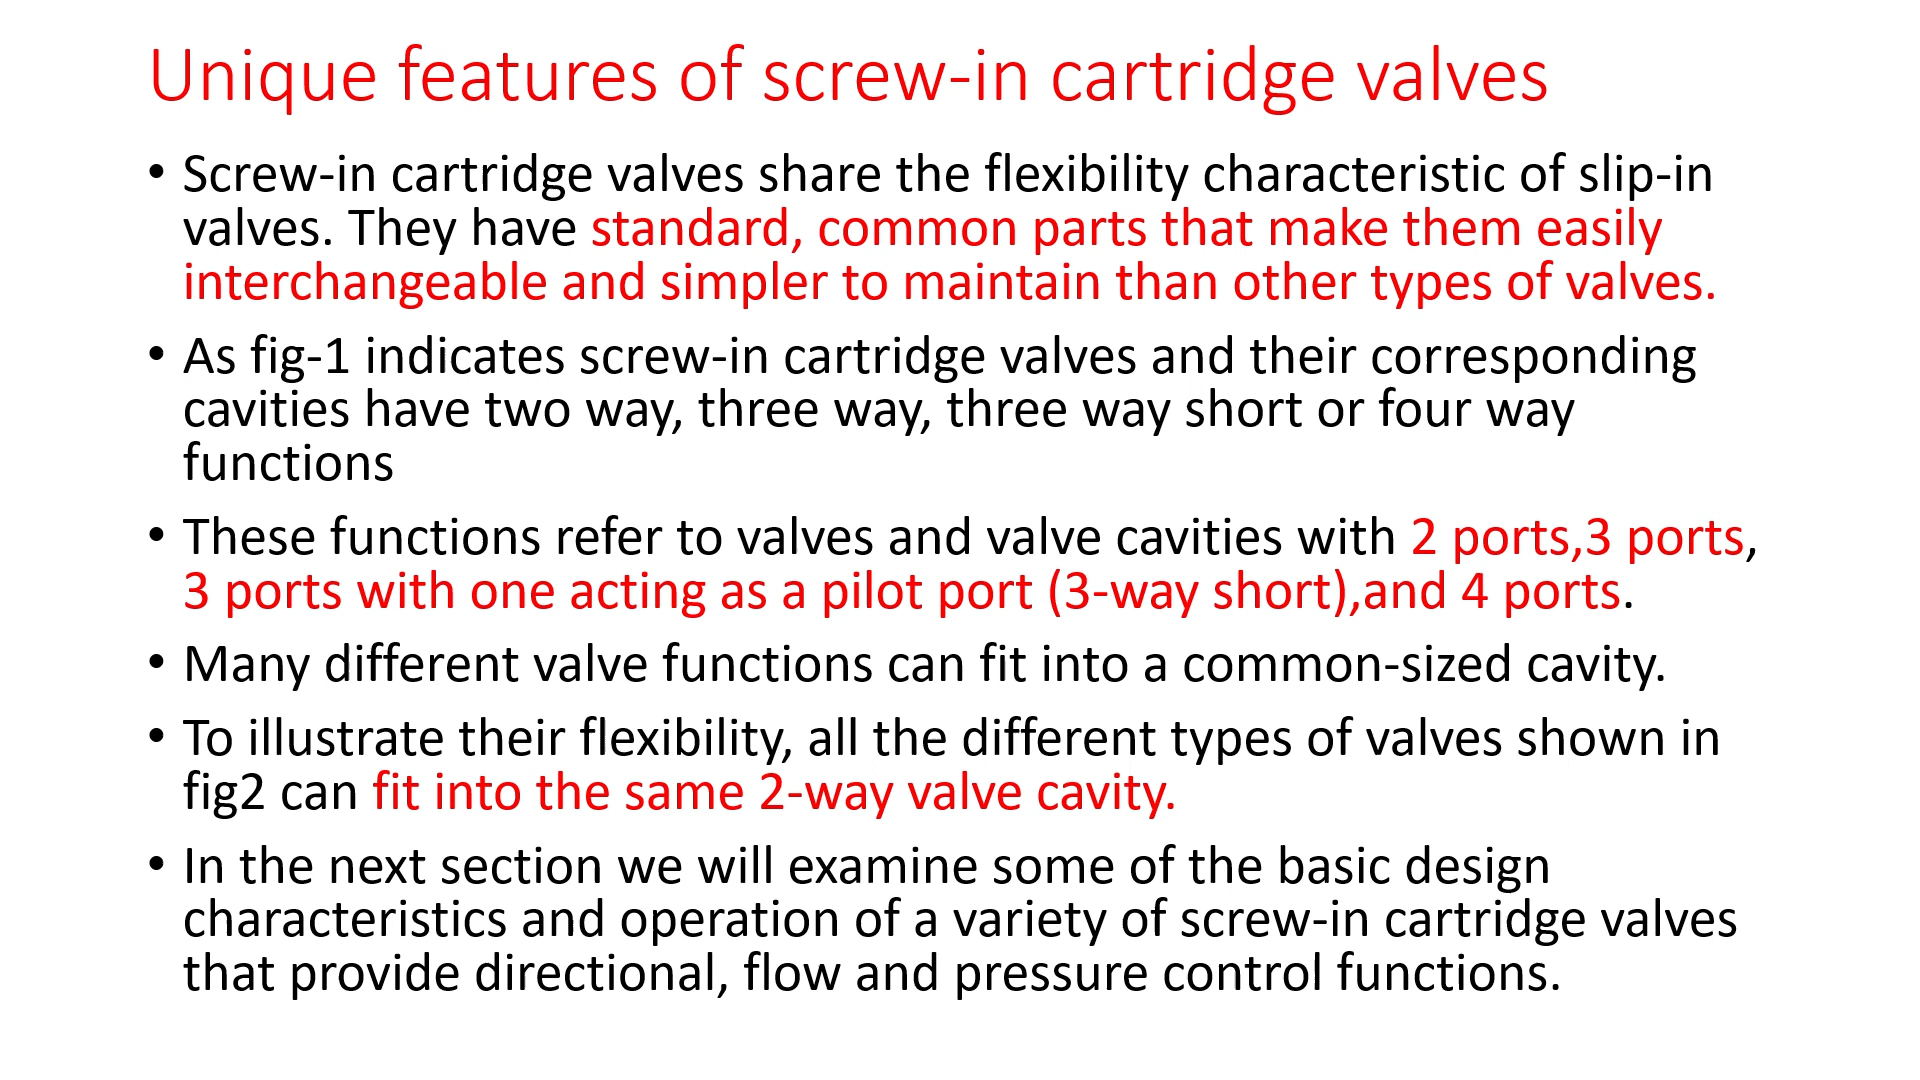 Unique features of screw-in cartridge valves
• Screw-in cartridge valves share the flexibility characteristic of slip-in
valves. They have standard, common parts that make them easily
interchangeable and simpler to maintain than other types of valves.
• As fig-1 indicates screw-in cartridge valves and their corresponding
cavities have two way, three way, three way short or four way
functions
• These functions refer to valves and valve cavities with 2 ports,3 ports,
3 ports with one acting as a pilot port (3-way short),and 4 ports.
• Many different valve functions can fit into a common-sized cavity.
• To illustrate their flexibility, all the different types of valves shown in
fig2 can fit into the same 2-way valve cavity.
• In the next section we will examine some of the basic design
characteristics and operation of a variety of screw-in cartridge valves
that provide directional, flow and pressure control functions.